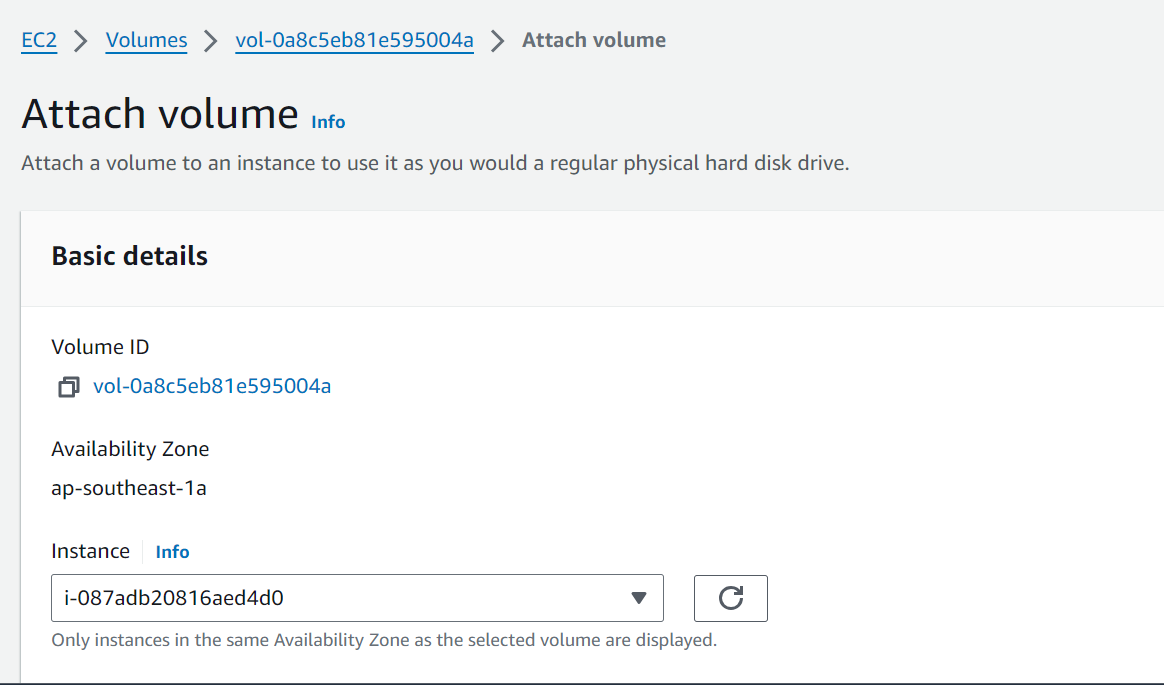 EC2 > Volumes > vol-0a8c5eb81e595004a > Attach volume
Attach volume Info
Attach a volume to an instance to use it as you would a regular physical hard disk drive.
Basic details
Volume ID
vol-0a8c5eb81e595004a
Availability Zone
ap-southeast-1a
Instance Info
i-087adb20816aed4d0
Only instances in the same Availability Zone as the selected volume are displayed.